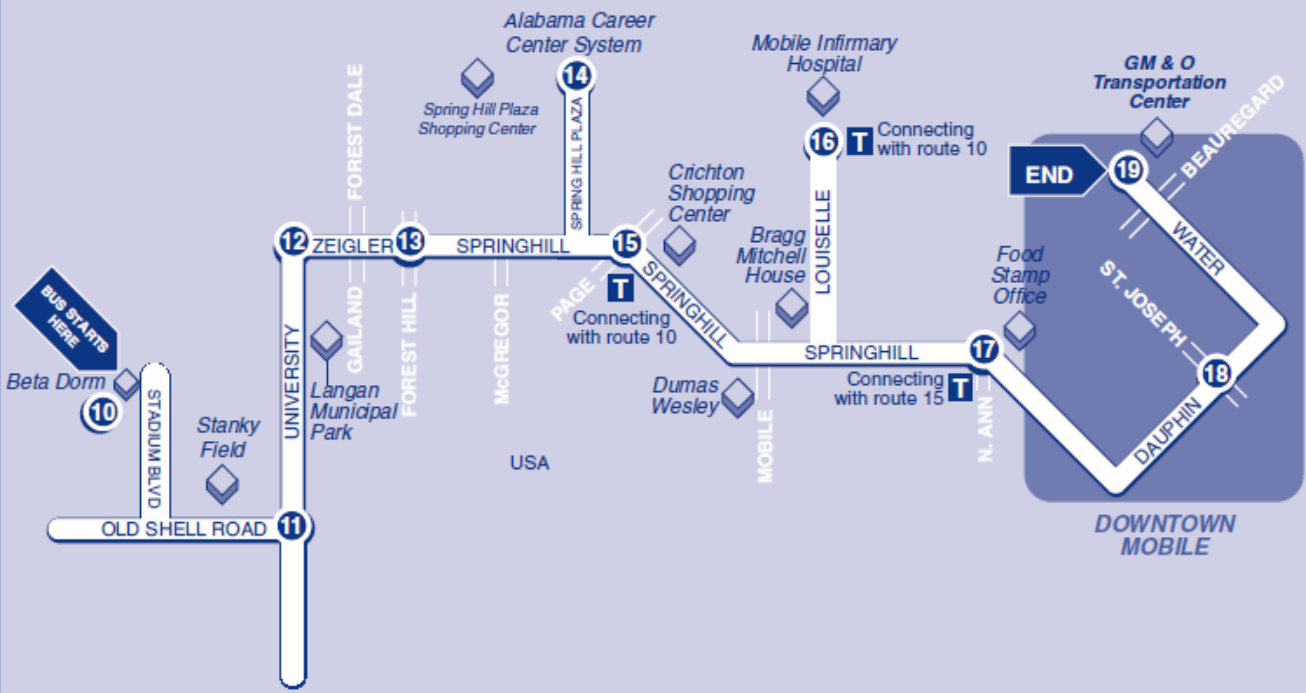 Alabama Career
Center System
14
Spring Hill Plaza
Shopping Center
SPRING HILL PLAZA
FOREST DALE
Mobile Infirmary
Hospital
16
T
Connecting
with route 10
GM & O
Transportation
Center
BEAUREGARD
END
19
WATER
Crichton
Shopping
Center
Bragg
Mitchell
House
LOUISELLE
Food
Stamp
Office
ST. JOSEPH
12
ZEIGLER
13
SPRINGHILL
15
PAGE
T
Connecting
with route 10
SPRINGHILL
BUS STARTS
HERE
Beta Dorm
10
STADIUM BLVD
Stanky
Field
UNIVERSITY
Langan
Municipal
Park
GAILAND
FOREST HILL
McGREGOR
SPRINGHILL
17
Connecting
with route 15
T
Dumas
Wesley
MOBILE
N. ANN
18
DAUPHIN
USA
OLD SHELL ROAD
11
DOWNTOWN
MOBILE